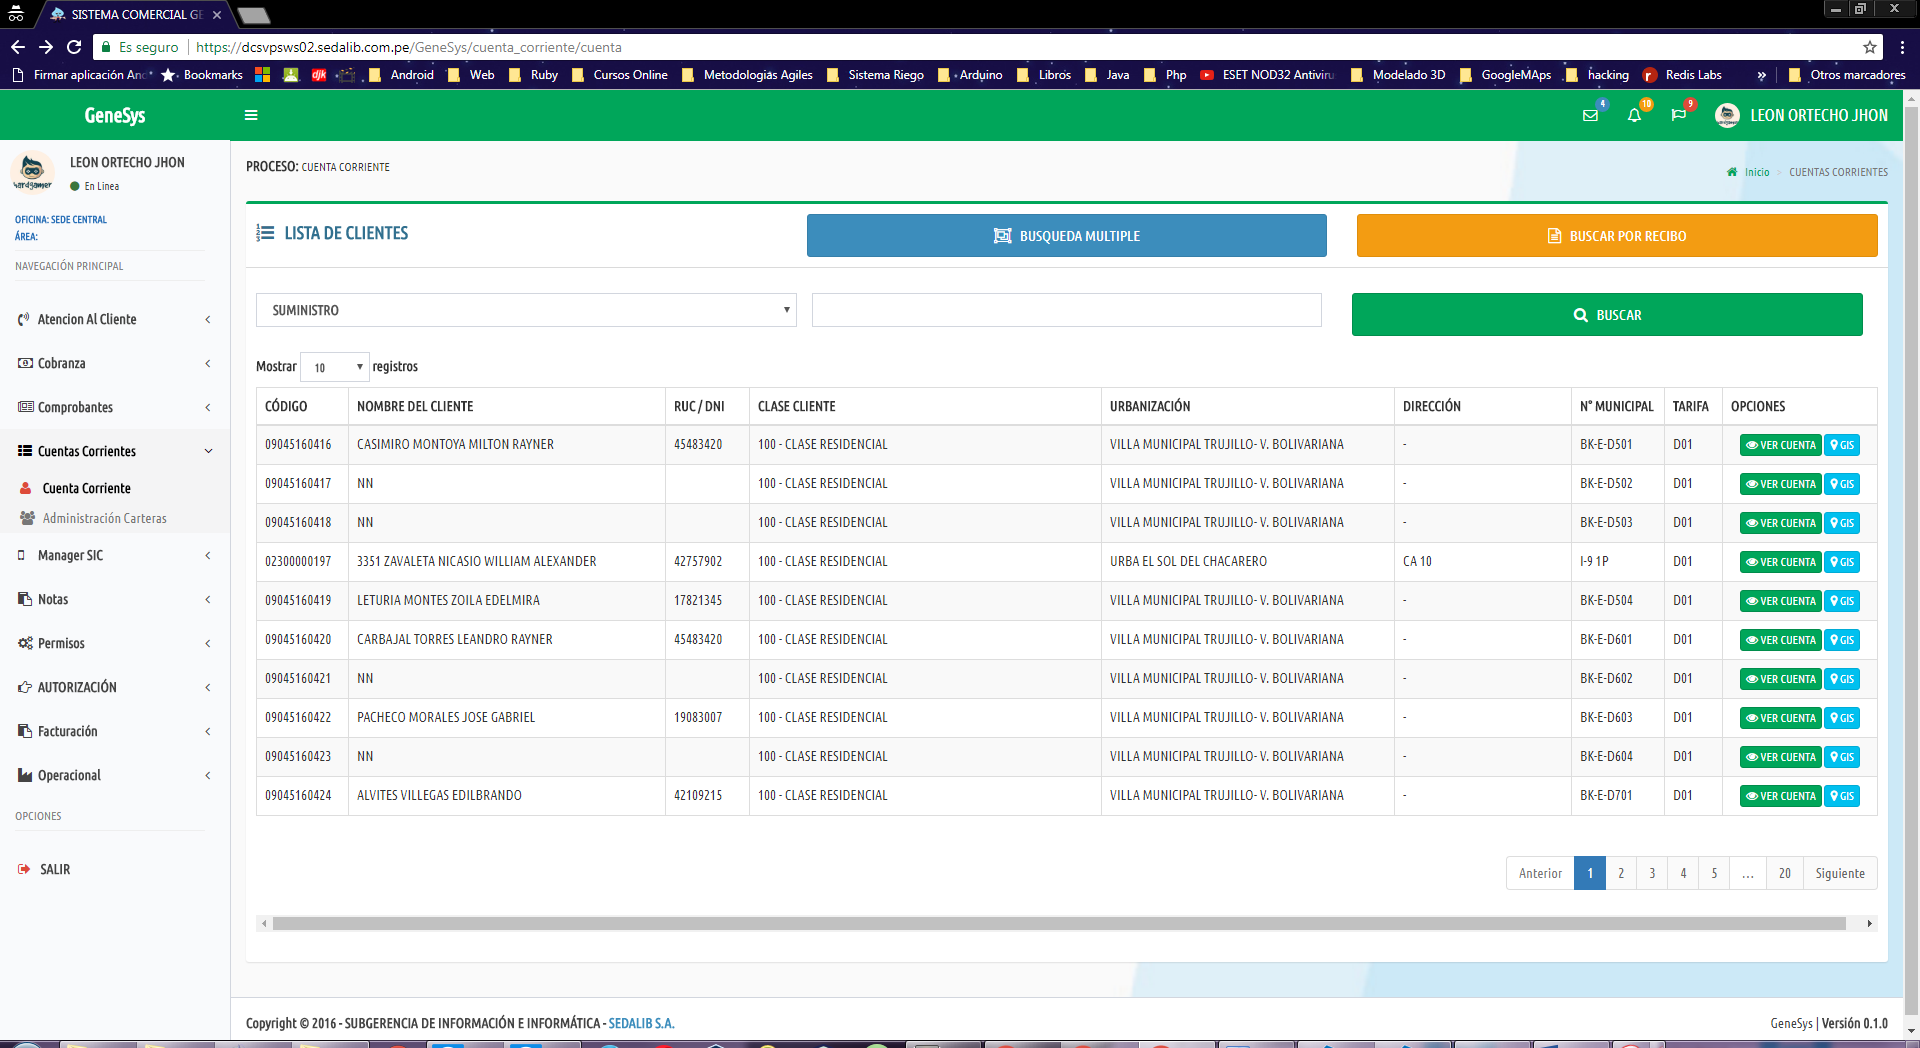 SISTEMA COMERCIAL GE
Es seguro https://dcsvpsws02.sedalib.com.pe/GeneSys/cuenta_corriente/cuenta
Firmar aplicación And Bookmarks Android Web Ruby Cursos Online Metodologias Agiles Sistema Riego Arduino Libros Java Php ESET NOD32 Antiviru Modelado 3D GoogleMAps hacking Redis Labs » Otros marcadores
GeneSys 4 10 9 LEON ORTECHO JHON
LEON ORTECHO JHON
En Linea
OFICINA: SEDE CENTRAL
ÁREA:
NAVEGACIÓN PRINCIPAL
Atencion Al Cliente
Cobranza
Comprobantes
Cuentas Corrientes
Cuenta Corriente
Administración Carteras
Manager SIC
Notas
Permisos
AUTORIZACIÓN
Facturación
Operacional
OPCIONES
SALIR
PROCESO: CUENTA CORRIENTE
Inicio > CUENTAS CORRIENTES
LISTA DE CLIENTES BUSQUEDA MULTIPLE BUSCAR POR RECIBO
SUMINISTRO BUSCAR
Mostrar 10 registros
CÓDIGO NOMBRE DEL CLIENTE RUC / DNI CLASE CLIENTE URBANIZACIÓN DIRECCIÓN N° MUNICIPAL TARIFA OPCIONES
09045160416 CASIMIRO MONTOYA MILTON RAYNER 45483420 100 - CLASE RESIDENCIAL VILLA MUNICIPAL TRUJILLO- V. BOLIVARIANA - BK-E-D501 D01 VER CUENTA GIS
09045160417 NN 100 - CLASE RESIDENCIAL VILLA MUNICIPAL TRUJILLO- V. BOLIVARIANA - BK-E-D502 D01 VER CUENTA GIS
09045160418 NN 100 - CLASE RESIDENCIAL VILLA MUNICIPAL TRUJILLO- V. BOLIVARIANA - BK-E-D503 D01 VER CUENTA GIS
02300000197 3351 ZAVALETA NICASIO WILLIAM ALEXANDER 42757902 100 - CLASE RESIDENCIAL URBA EL SOL DEL CHACARERO CA 10 I-9 1P D01 VER CUENTA GIS
09045160419 LETURIA MONTES ZOILA EDELMIRA 17821345 100 - CLASE RESIDENCIAL VILLA MUNICIPAL TRUJILLO- V. BOLIVARIANA - BK-E-D504 D01 VER CUENTA GIS
09045160420 CARBAJAL TORRES LEANDRO RAYNER 45483420 100 - CLASE RESIDENCIAL VILLA MUNICIPAL TRUJILLO- V. BOLIVARIANA - BK-E-D601 D01 VER CUENTA GIS
09045160421 NN 100 - CLASE RESIDENCIAL VILLA MUNICIPAL TRUJILLO- V. BOLIVARIANA - BK-E-D602 D01 VER CUENTA GIS
09045160422 PACHECO MORALES JOSE GABRIEL 19083007 100 - CLASE RESIDENCIAL VILLA MUNICIPAL TRUJILLO- V. BOLIVARIANA - BK-E-D603 D01 VER CUENTA GIS
09045160423 NN 100 - CLASE RESIDENCIAL VILLA MUNICIPAL TRUJILLO- V. BOLIVARIANA - BK-E-D604 D01 VER CUENTA GIS
09045160424 ALVITES VILLEGAS EDILBRANDO 42109215 100 - CLASE RESIDENCIAL VILLA MUNICIPAL TRUJILLO- V. BOLIVARIANA - BK-E-D701 D01 VER CUENTA GIS
Anterior 1 2 3 4 5 … 20 Siguiente
Copyright © 2016 - SUBGERENCIA DE INFORMACIÓN E INFORMÁTICA - SEDALIB S.A.
GeneSys | Versión 0.1.0